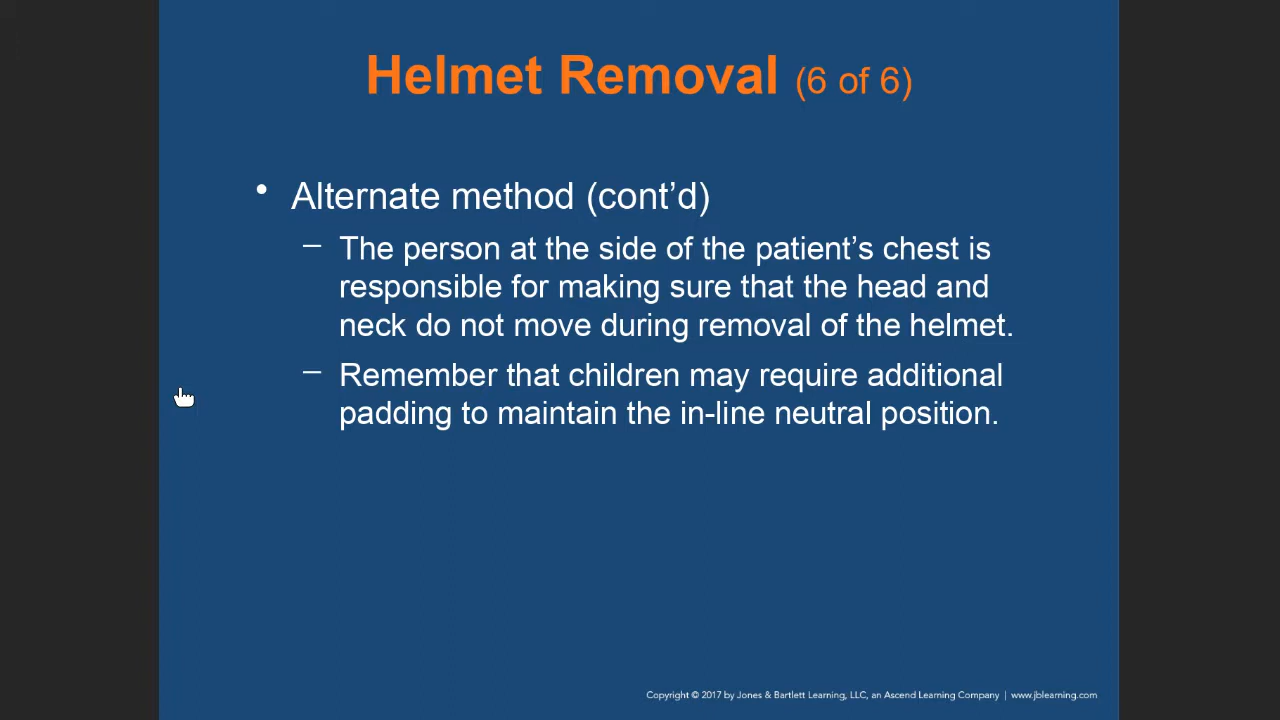 Helmet Removal (6 of 6)
• Alternate method (cont’d)
– The person at the side of the patient’s chest is
responsible for making sure that the head and
neck do not move during removal of the helmet.
– Remember that children may require additional
padding to maintain the in-line neutral position.
Copyright © 2017 by Jones & Bartlett Learning, LLC, an Ascend Learning Company | www.jblearning.com